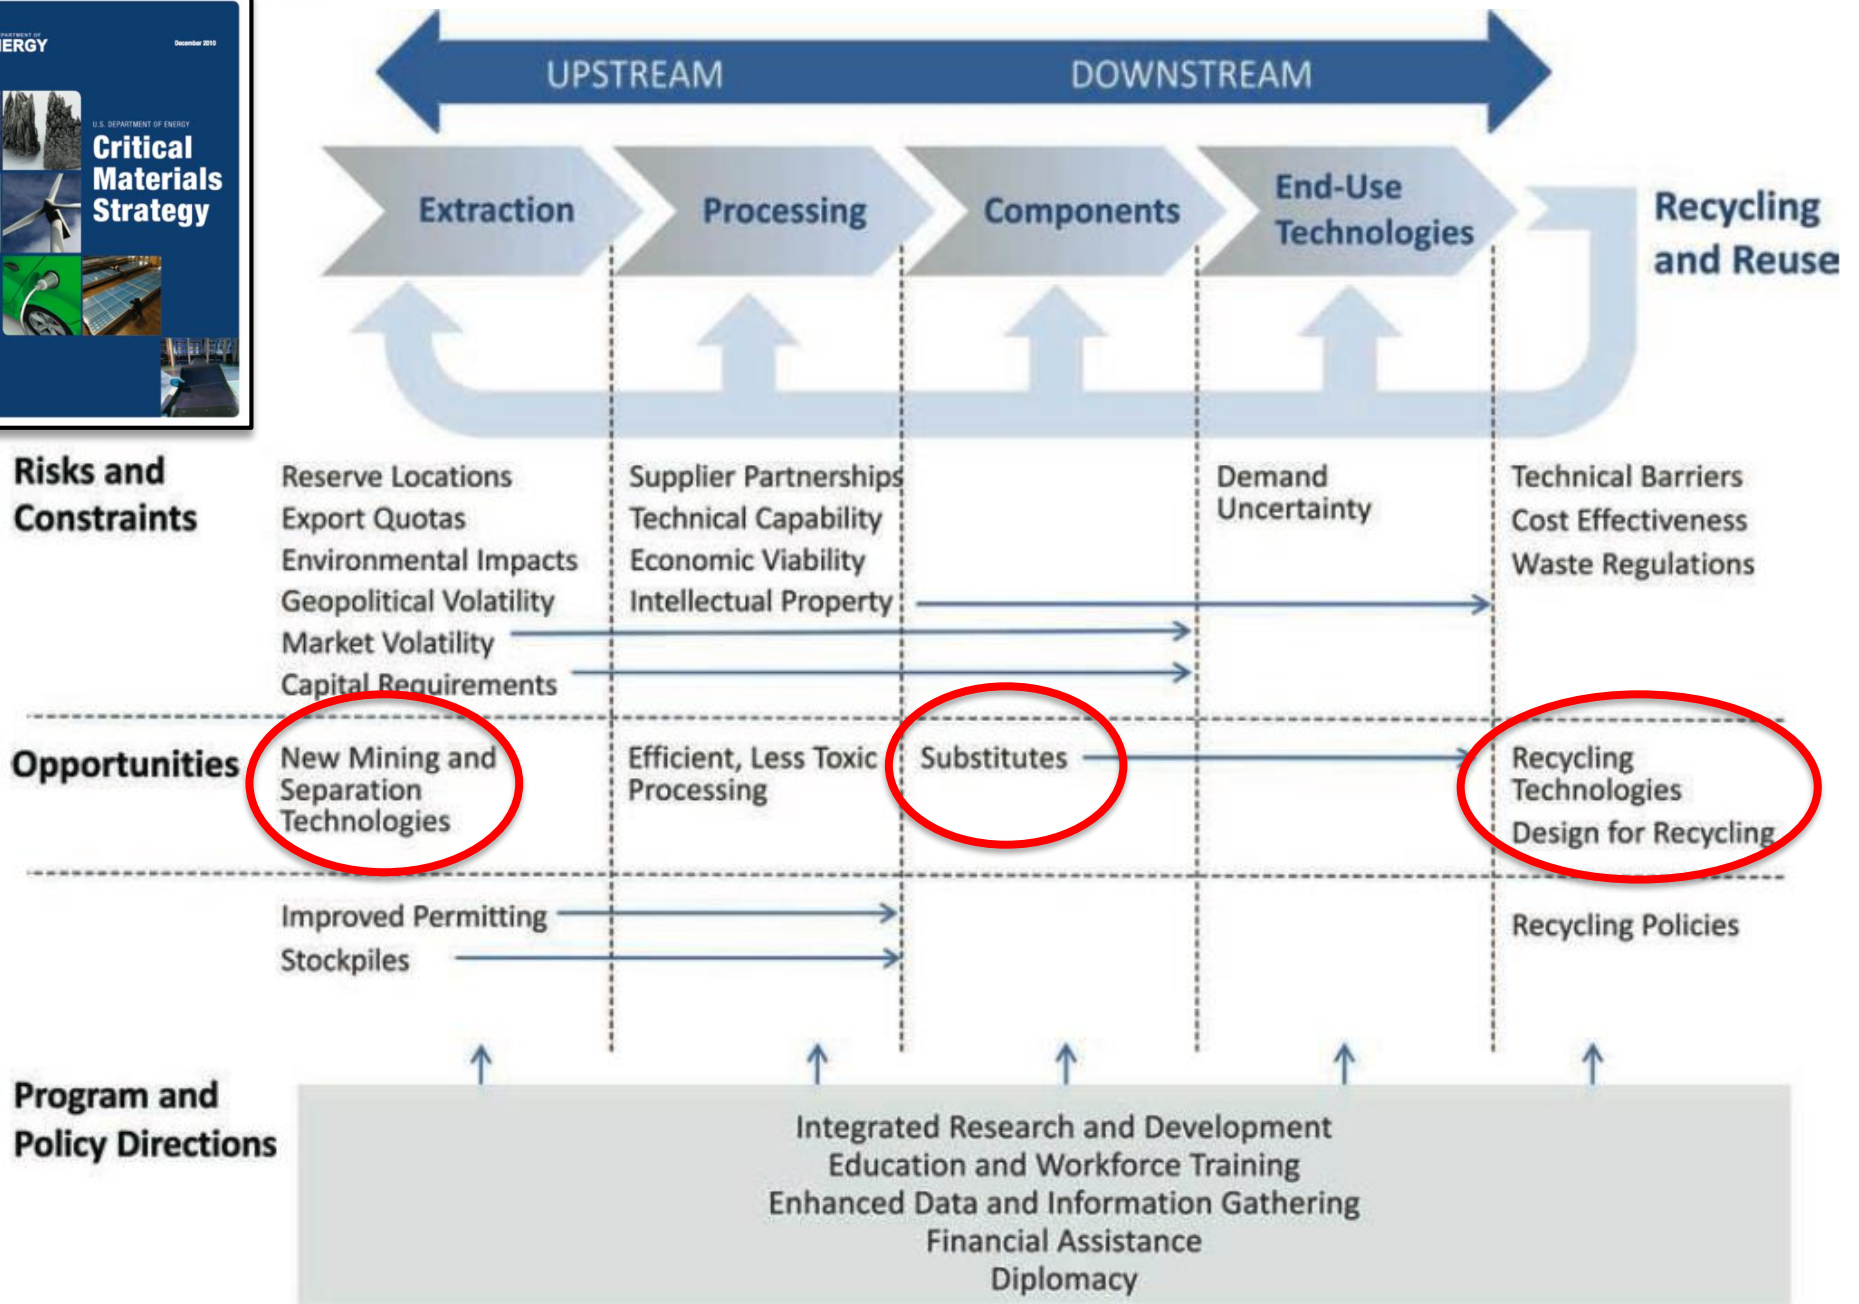 ENERGY
December 2010
U.S. DEPARTMENT OF ENERGY
Critical
Materials
Strategy
UPSTREAM
DOWNSTREAM
Extraction
Processing
Components
End-Use
Technologies
Recycling
and Reuse
Risks and
Constraints
Reserve Locations
Export Quotas
Environmental Impacts
Geopolitical Volatility
Market Volatility
Capital Requirements
Supplier Partnerships
Technical Capability
Economic Viability
Intellectual Property
Demand
Uncertainty
Technical Barriers
Cost Effectiveness
Waste Regulations
Opportunities
New Mining and
Separation
Technologies
Efficient, Less Toxic
Processing
Substitutes
Recycling
Technologies
Design for Recycling
Improved Permitting
Stockpiles
Recycling Policies
Program and
Policy Directions
Integrated Research and Development
Education and Workforce Training
Enhanced Data and Information Gathering
Financial Assistance
Diplomacy